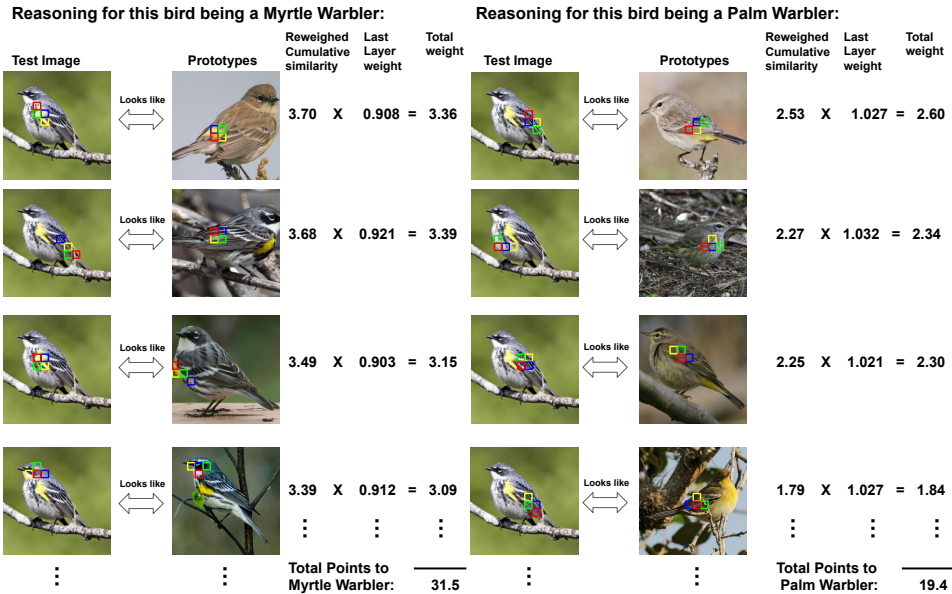 Reasoning for this bird being a Myrtle Warbler:
Test Image
Prototypes
Reweighed
Cumulative
similarity
Last
Layer
weight
Total
weight
Looks like
3.70 X 0.908 = 3.36
Looks like
3.68 X 0.921 = 3.39
Looks like
3.49 X 0.903 = 3.15
Looks like
3.39 X 0.912 = 3.09
Total Points to
Myrtle Warbler: 31.5
Reasoning for this bird being a Palm Warbler:
Test Image
Prototypes
Reweighed
Cumulative
similarity
Last
Layer
weight
Total
weight
Looks like
2.53 X 1.027 = 2.60
Looks like
2.27 X 1.032 = 2.34
Looks like
2.25 X 1.021 = 2.30
Looks like
1.79 X 1.027 = 1.84
Total Points to
Palm Warbler: 19.4